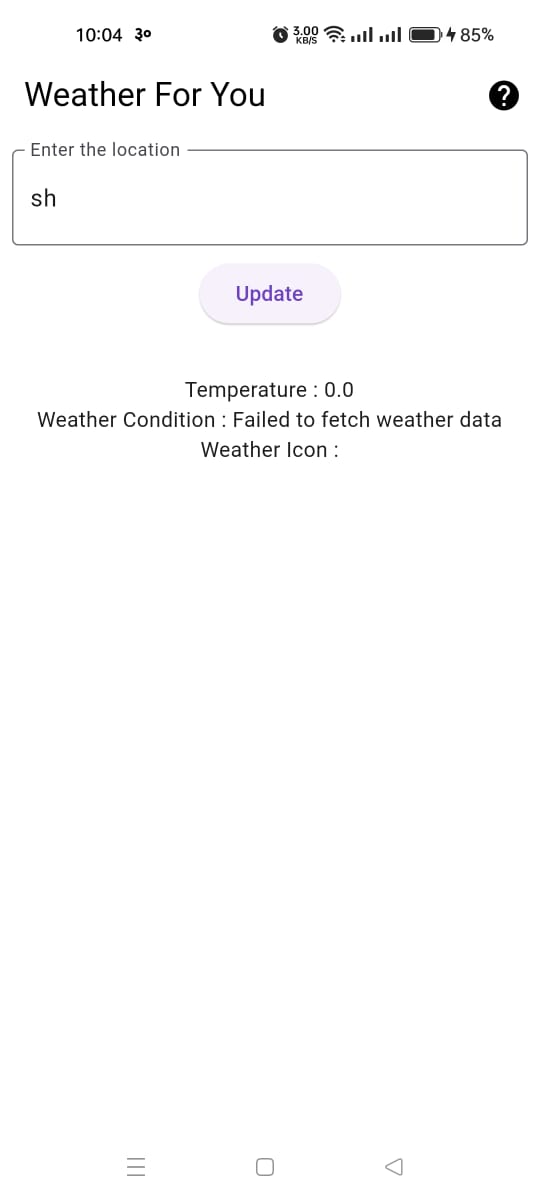 10:04 ३० 3.00 KB/S 85%
Weather For You
?
Enter the location
sh
Update
Temperature : 0.0
Weather Condition : Failed to fetch weather data
Weather Icon :